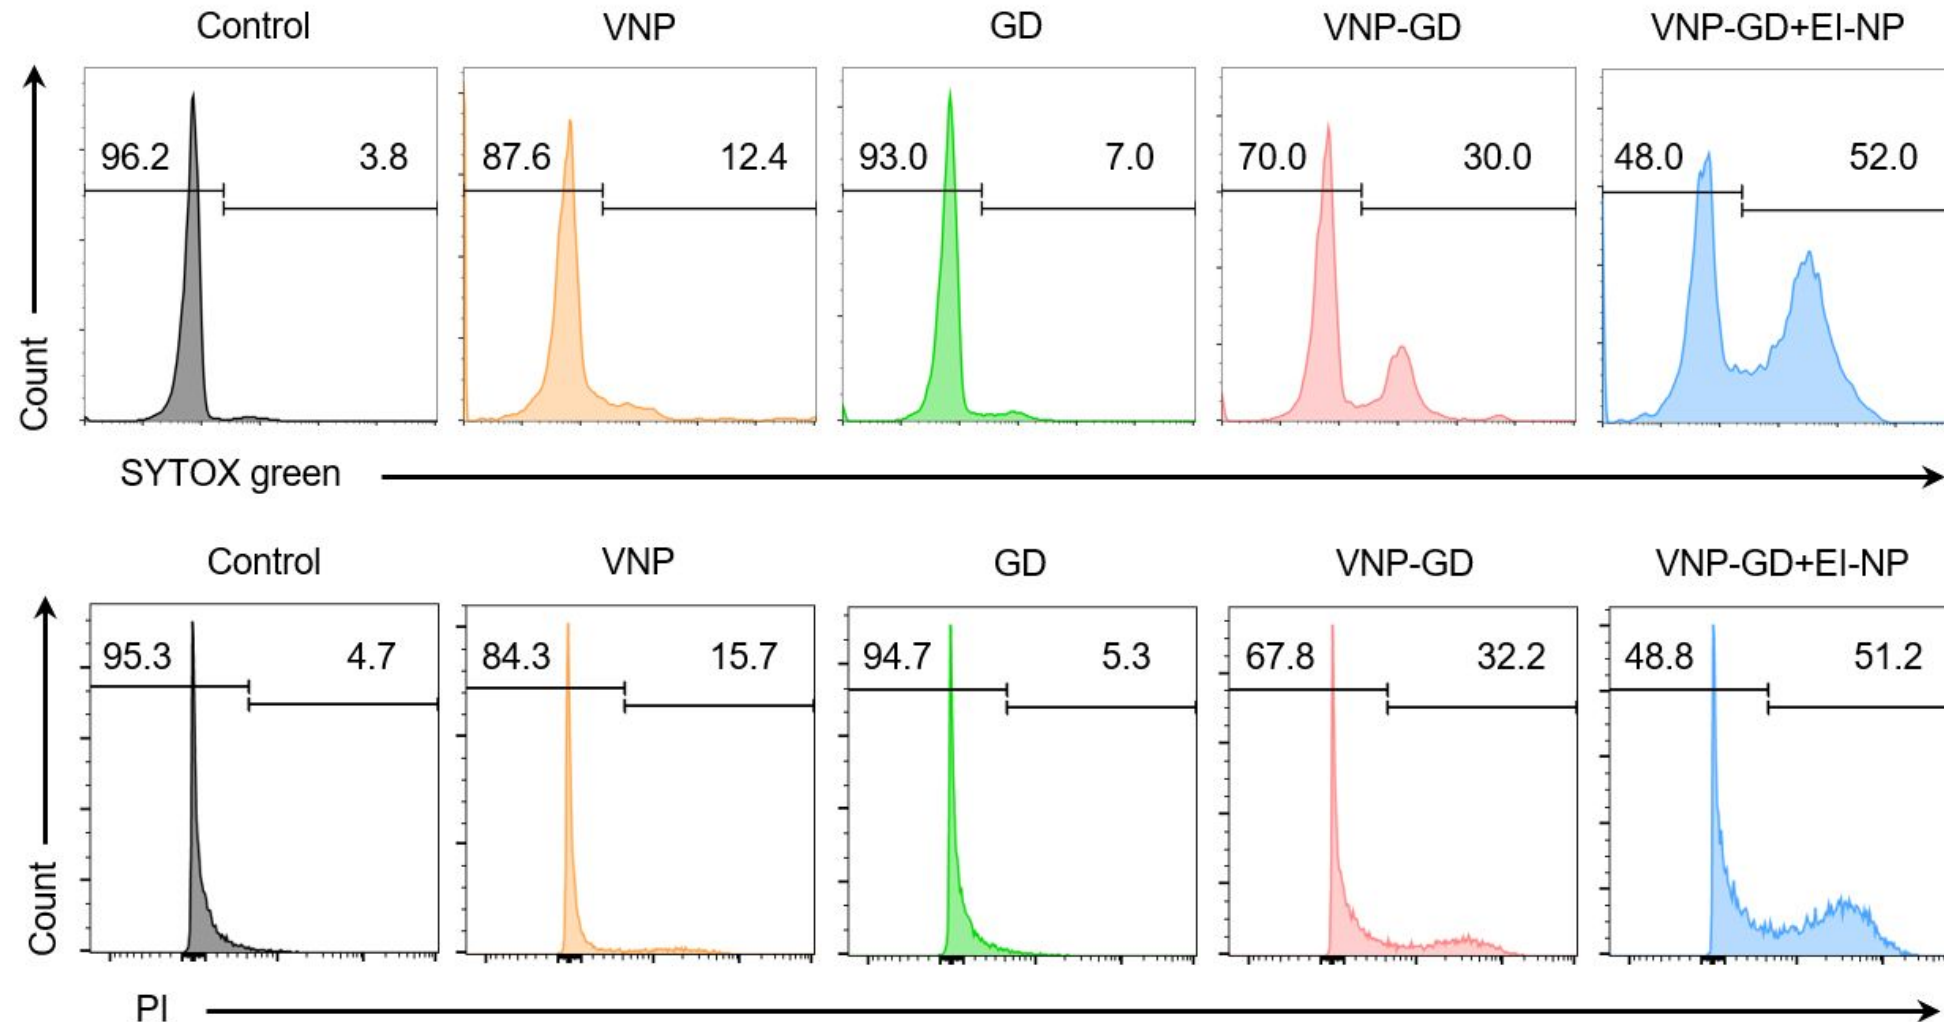 Control VNP GD VNP-GD VNP-GD+EI-NP
96.2 3.8 87.6 12.4 93.0 7.0 70.0 30.0 48.0 52.0
Count
SYTOX green
Control VNP GD VNP-GD VNP-GD+EI-NP
95.3 4.7 84.3 15.7 94.7 5.3 67.8 32.2 48.8 51.2
Count
PI